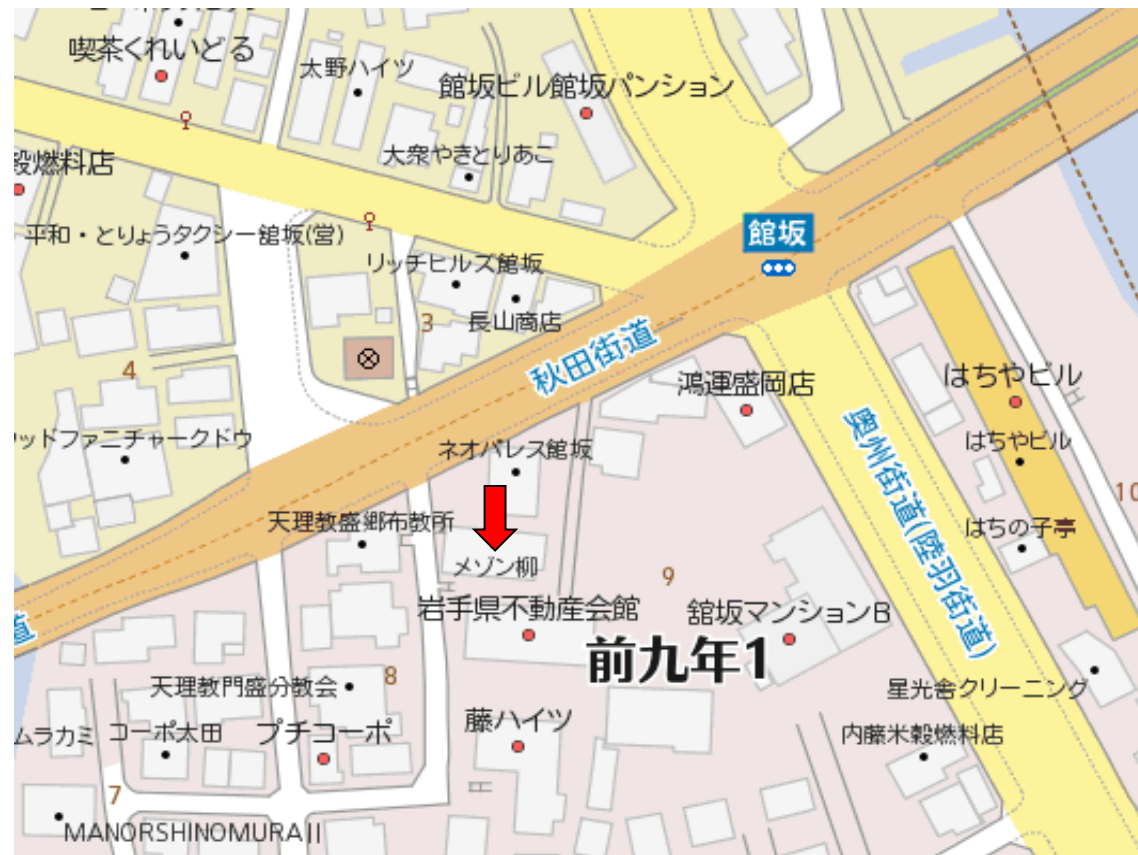 喫茶くれいどる
太野ハイツ
館坂ビル館坂パンション
大衆やきとりあこ
段燃料店
平和・とりょうタクシー舘坂(営)
館坂
リッチヒルズ館坂
長山商店
3
4
秋田街道
鴻運盛岡店
はちやビル
ッドファニチャークドウ
ネオパレス館坂
はちやビル
奥州街道(陸羽街道)
10
天理教盛郷布教所
はちの子亭
メゾン柳
9
岩手県不動産会館
舘坂マンションB
道
前九年1
天理教門盛分教会
8
星光舎クリーニング
ムラカミ
コーポ太田
プチコーポ
藤ハイツ
内藤米穀燃料店
7
MANORSHINOMURAII